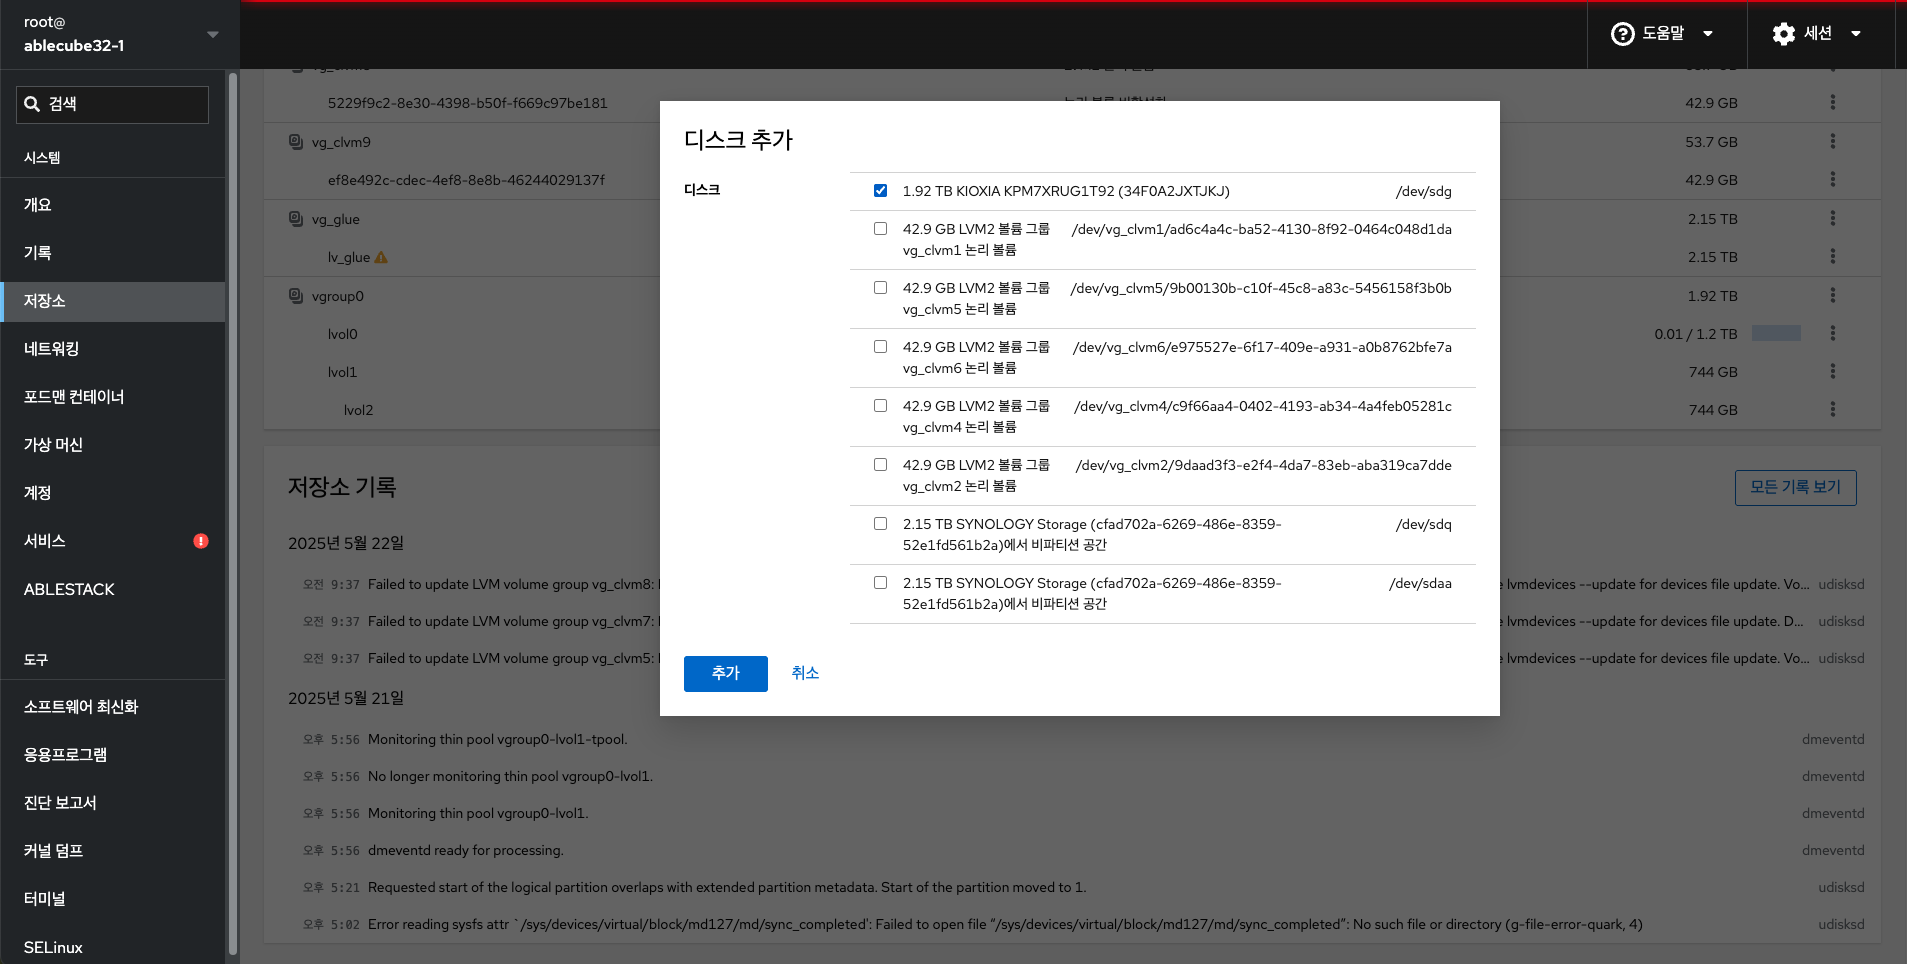 root@
ablecube32-1
도움말
세션
검색
시스템
개요
기록
저장소
네트워킹
포드맨 컨테이너
가상 머신
계정
서비스
ABLESTACK
도구
소프트웨어 최신화
응용프로그램
진단 보고서
커널 덤프
터미널
SELinux
5229f9c2-8e30-4398-b50f-f669c97be181
42.9 GB
vg_clvm9
53.7 GB
ef8e492c-cdec-4ef8-8e8b-46244029137f
42.9 GB
vg_glue
2.15 TB
lv_glue
2.15 TB
vgroup0
1.92 TB
lvol0
0.01 / 1.2 TB
lvol1
744 GB
lvol2
744 GB
디스크 추가
디스크
1.92 TB KIOXIA KPM7XRUG1T92 (34F0A2JXTJKJ) /dev/sdg
42.9 GB LVM2 볼륨 그룹 /dev/vg_clvm1/ad6c4a4c-ba52-4130-8f92-0464c048d1da
vg_clvm1 논리 볼륨
42.9 GB LVM2 볼륨 그룹 /dev/vg_clvm5/9b00130b-c10f-45c8-a83c-5456158f3b0b
vg_clvm5 논리 볼륨
42.9 GB LVM2 볼륨 그룹 /dev/vg_clvm6/e975527e-6f17-409e-a931-a0b8762bfe7a
vg_clvm6 논리 볼륨
42.9 GB LVM2 볼륨 그룹 /dev/vg_clvm4/c9f66aa4-0402-4193-ab34-4a4feb05281c
vg_clvm4 논리 볼륨
42.9 GB LVM2 볼륨 그룹 /dev/vg_clvm2/9daad3f3-e2f4-4da7-83eb-aba319ca7dde
vg_clvm2 논리 볼륨
2.15 TB SYNOLOGY Storage (cfad702a-6269-486e-8359- /dev/sdq
52e1fd561b2a)에서 비파티션 공간
2.15 TB SYNOLOGY Storage (cfad702a-6269-486e-8359- /dev/sdaa
52e1fd561b2a)에서 비파티션 공간
추가 취소
저장소 기록
모든 기록 보기
2025년 5월 22일
오전 9:37 Failed to update LVM volume group vg_clvm8: lvmdevices --update for devices file update. Vo... udisksd
오전 9:37 Failed to update LVM volume group vg_clvm7: lvmdevices --update for devices file update. D... udisksd
오전 9:37 Failed to update LVM volume group vg_clvm5: lvmdevices --update for devices file update. Vo... udisksd
2025년 5월 21일
오후 5:56 Monitoring thin pool vgroup0-lvol1-tpool. dmeventd
오후 5:56 No longer monitoring thin pool vgroup0-lvol1. dmeventd
오후 5:56 Monitoring thin pool vgroup0-lvol1. dmeventd
오후 5:56 dmeventd ready for processing. dmeventd
오후 5:21 Requested start of the logical partition overlaps with extended partition metadata. Start of the partition moved to 1. udisksd
오후 5:02 Error reading sysfs attr `/sys/devices/virtual/block/md127/md/sync_completed': Failed to open file “/sys/devices/virtual/block/md127/md/sync_completed”: No such file or directory (g-file-error-quark, 4) udisksd